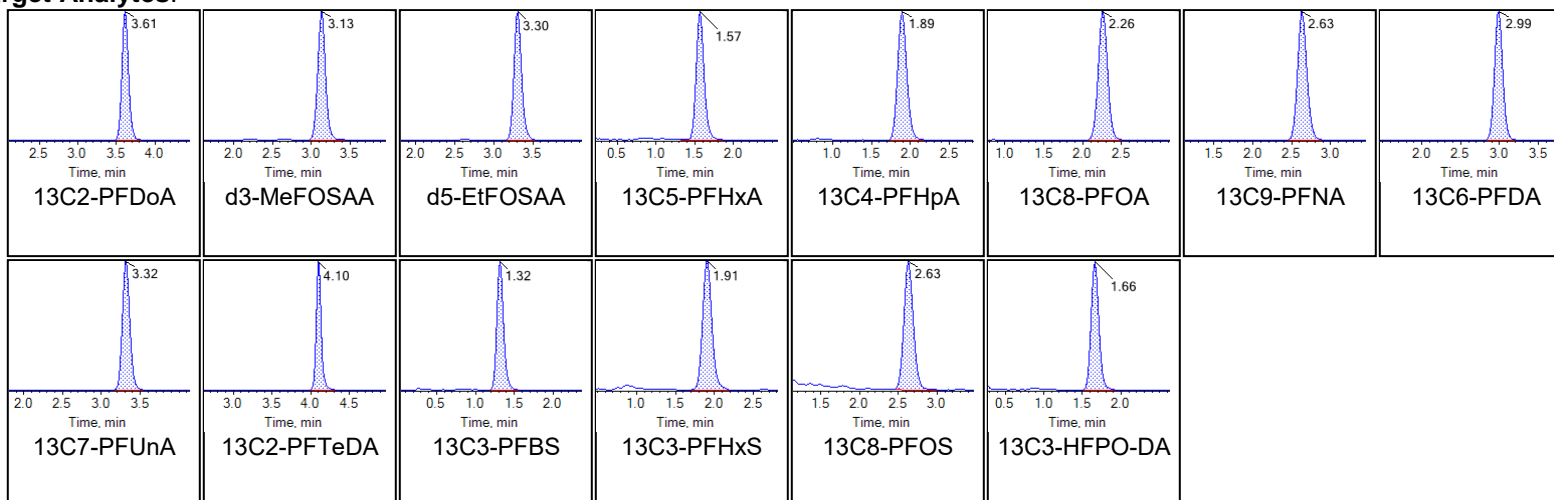 3.61 3.13 3.30 1.57 1.89 2.26 2.63 2.99
2.5 3.0 3.5 4.0 2.0 2.5 3.0 3.5 2.0 2.5 3.0 3.5 0.5 1.0 1.5 2.0 1.0 1.5 2.0 2.5 1.0 1.5 2.0 2.5 1.5 2.0 2.5 3.0 2.0 2.5 3.0 3.5
Time, min Time, min Time, min Time, min Time, min Time, min Time, min Time, min
13C2-PFDoA d3-MeFOSAA d5-EtFOSAA 13C5-PFHxA 13C4-PFHpA 13C8-PFOA 13C9-PFNA 13C6-PFDA
3.32 4.10 1.32 1.91 2.63 1.66
2.0 2.5 3.0 3.5 3.0 3.5 4.0 4.5 0.5 1.0 1.5 2.0 1.0 1.5 2.0 2.5 1.5 2.0 2.5 3.0 0.5 1.0 1.5 2.0
Time, min Time, min Time, min Time, min Time, min Time, min
13C7-PFUnA 13C2-PFTeDA 13C3-PFBS 13C3-PFHxS 13C8-PFOS 13C3-HFPO-DA